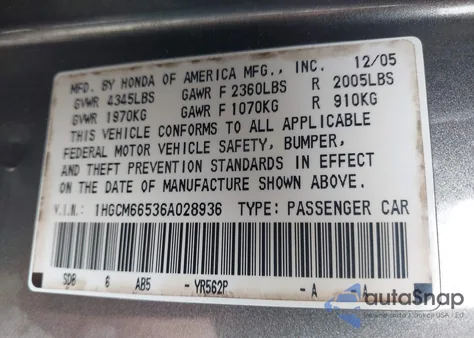 MFD. BY HONDA OF AMERICA MFG., INC. 12/05
GVWR 4345LBS GAWR F 2360LBS R 2005LBS
GVWR 1970KG GAWR F 1070KG R 910KG
THIS VEHICLE CONFORMS TO ALL APPLICABLE
FEDERAL MOTOR VEHICLE SAFETY, BUMPER,
AND THEFT PREVENTION STANDARDS IN EFFECT
ON THE DATE OF MANUFACTURE SHOWN ABOVE.
V.I.N.: 1HGCM66536A028936 TYPE: PASSENGER CAR
SDB 6 AB5 - YR562P - A - A
autaSnap